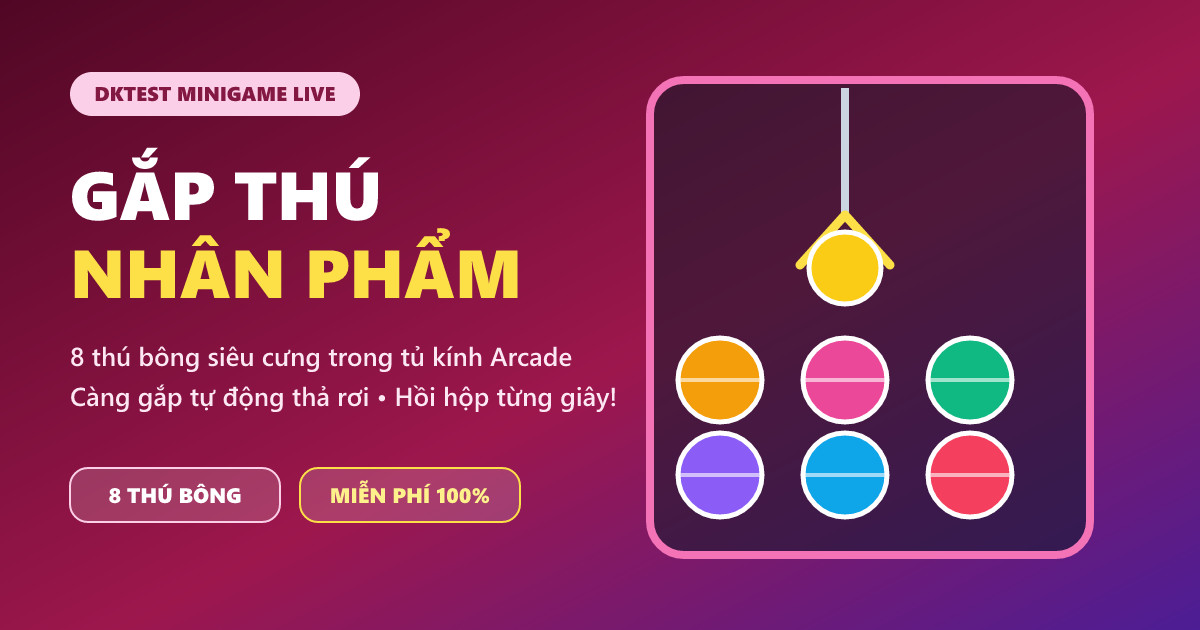 DKTEST MINIGAME LIVE
GẮP THÚ
NHÂN PHẨM
8 thú bông siêu cưng trong tủ kính Arcade
Càng gắp tự động thả rơi • Hồi hộp từng giây!
8 THÚ BÔNG
MIỄN PHÍ 100%